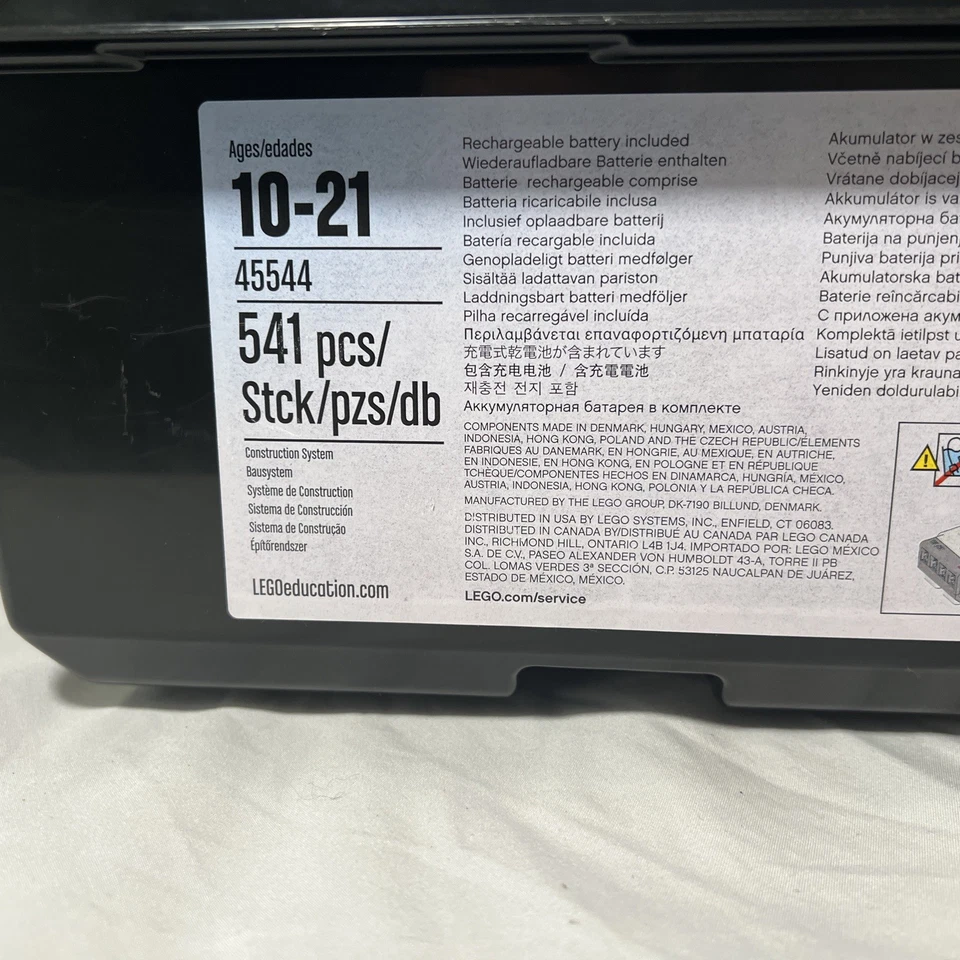 Ages/edades
10-21
45544
541 pcs/
Stck/pzs/db
Construction System
Bausystem
Système de Construction
Sistema de Construcción
Sistema de Construção
Építőrendszer
LEGOeducation.com
Rechargeable battery included
Wiederaufladbare Batterie enthalten
Batterie rechargeable comprise
Batteria ricaricabile inclusa
Inclusief oplaadbare batterij
Batería recargable incluida
Genopladeligt batteri medfølger
Sisältää ladattavan pariston
Laddningsbart batteri medföljer
Pilha recarregável incluída
Περιλαμβάνεται επαναφορτιζόμενη μπαταρία
充電式乾電池が含まれています
包含充电电池 / 含充電電池
재충전 전지 포함
Аккумуляторная батарея в комплекте
COMPONENTS MADE IN DENMARK, HUNGARY, MEXICO, AUSTRIA,
INDONESIA, HONG KONG, POLAND AND THE CZECH REPUBLIC/ELEMENTS
FABRIQUES AU DANEMARK, EN HONGRIE, AU MEXIQUE, EN AUTRICHE,
EN INDONESIE, EN HONG KONG, EN POLOGNE ET EN RÉPUBLIQUE
TCHÈQUE/COMPONENTES HECHOS EN DINAMARCA, HUNGRÍA, MÉXICO,
AUSTRIA, INDONESIA, HONG KONG, POLONIA Y LA REPÚBLICA CHECA.
MANUFACTURED BY THE LEGO GROUP, DK-7190 BILLUND, DENMARK.
DISTRIBUTED IN USA BY LEGO SYSTEMS, INC., ENFIELD, CT 06083.
DISTRIBUTED IN CANADA BY/DISTRIBUÉ AU CANADA PAR LEGO CANADA
INC., RICHMOND HILL, ONTARIO L4B 1J4. IMPORTADO POR: LEGO MÉXICO
S.A. DE C.V., PASEO ALEXANDER VON HUMBOLDT 43-A, TORRE II PB
COL. LOMAS VERDES 3ª SECCIÓN, C.P. 53125 NAUCALPAN DE JUÁREZ,
ESTADO DE MÉXICO, MÉXICO.
LEGO.com/service
Akumulator w zes
Včetně nabíjecí b
Vrátane dobíjacej
Akkumulátor is va
Акумуляторна ба
Baterija na punjenj
Punjiva baterija pri
Akumulatorska bat
Baterie reîncărcabi
С приложена акум
Komplektā ietilpst u
Lisatud on laetav pa
Rinkinyje yra krauna
Yeniden doldurulabi